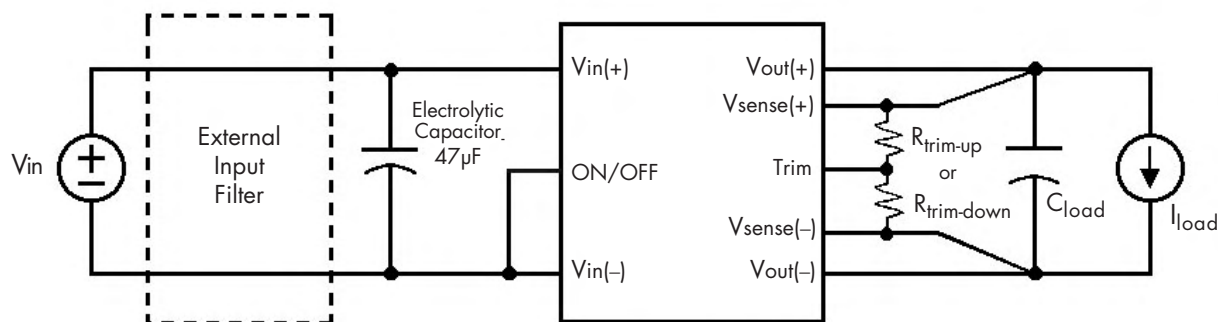 Vin
+
−
External
Input
Filter
Electrolytic
Capacitor
47µF
Vin(+)
ON/OFF
Vin(−)
Vout(+)
Vsense(+)
Trim
Vsense(−)
Vout(−)
Rtrim-up
or
Rtrim-down
Cload
Iload